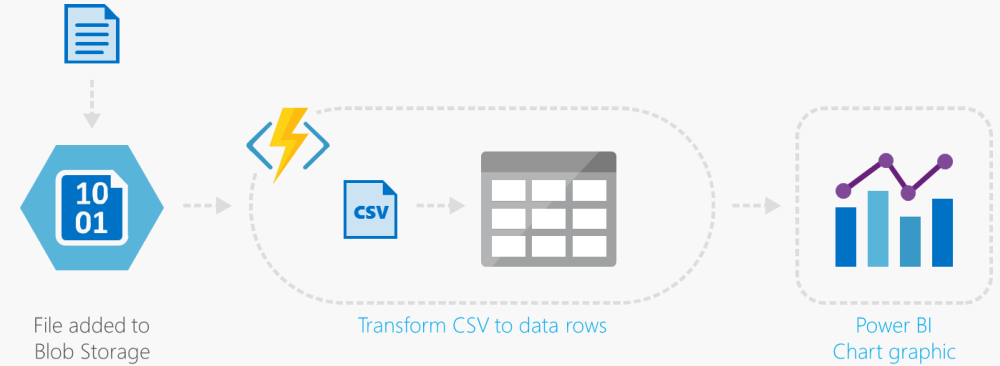 10
01
CSV
File added to
Blob Storage
Transform CSV to data rows
Power BI
Chart graphic